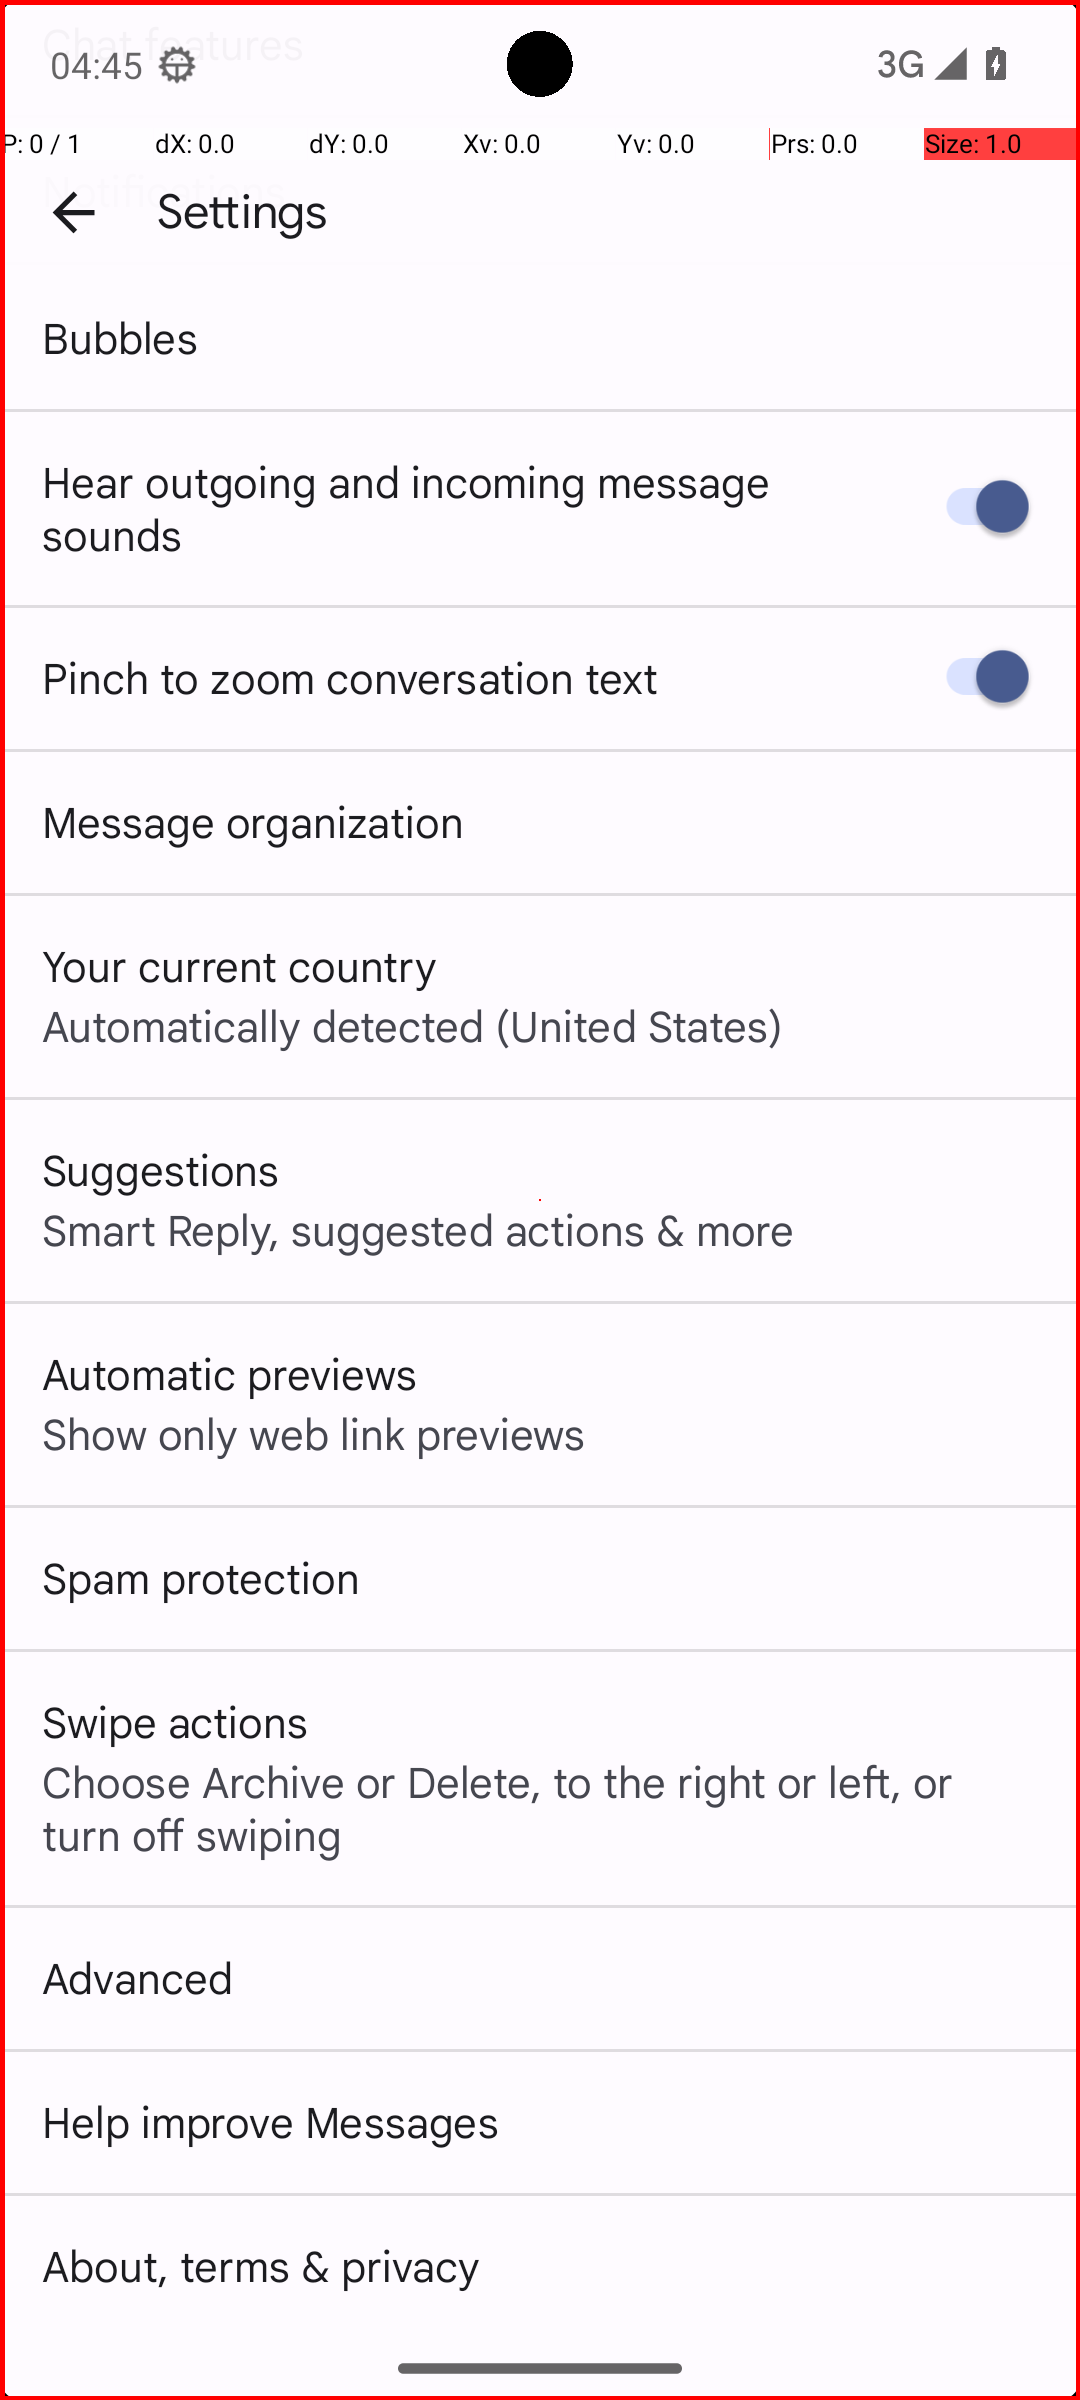 Chat features
04:45
3G
P: 0 / 1 dX: 0.0 dY: 0.0 Xv: 0.0 Yv: 0.0 Prs: 0.0 Size: 1.0
Notifications
Settings
Bubbles
Hear outgoing and incoming message
sounds
Pinch to zoom conversation text
Message organization
Your current country
Automatically detected (United States)
Suggestions
Smart Reply, suggested actions & more
Automatic previews
Show only web link previews
Spam protection
Swipe actions
Choose Archive or Delete, to the right or left, or
turn off swiping
Advanced
Help improve Messages
About, terms & privacy